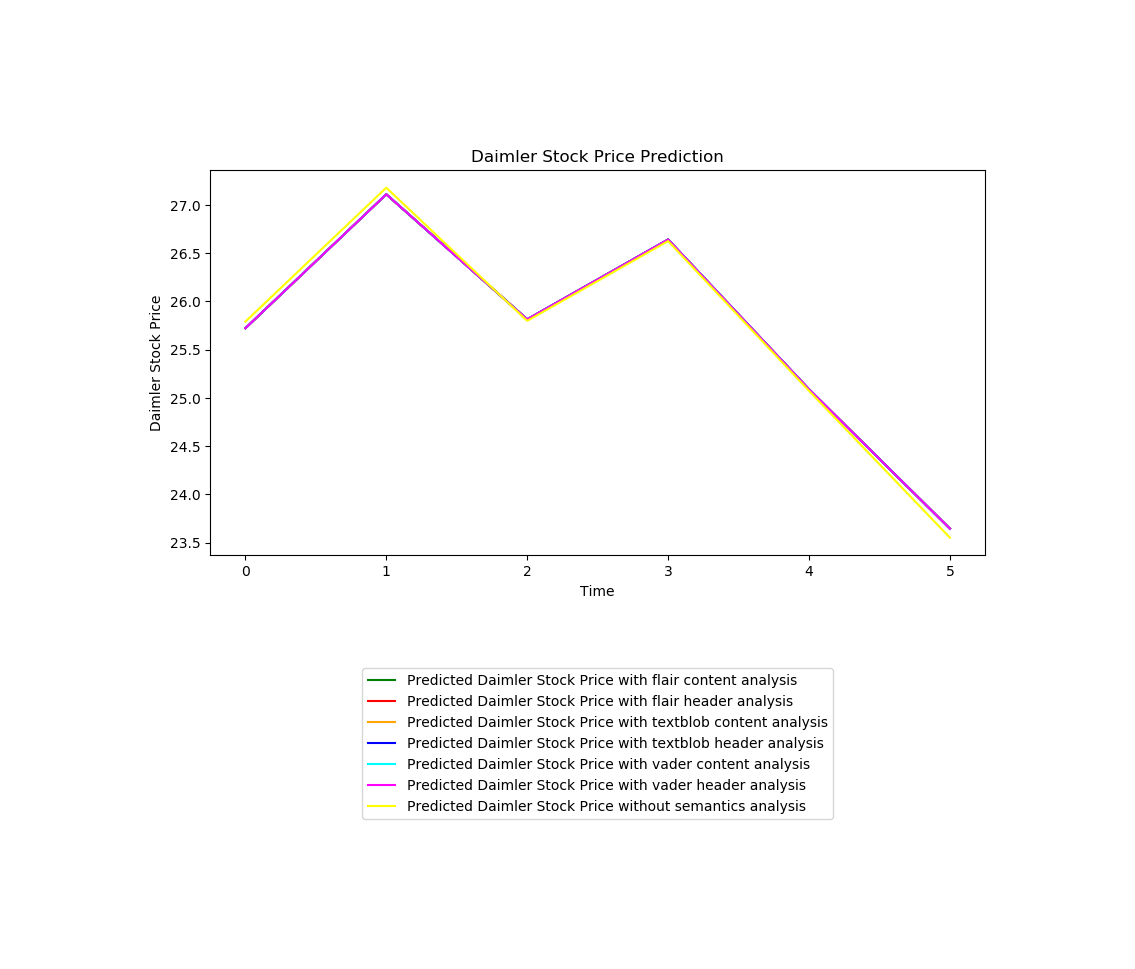 Daimler Stock Price Prediction
Daimler Stock Price
27.0
26.5
26.0
25.5
25.0
24.5
24.0
23.5
0 1 2 3 4 5
Time
Predicted Daimler Stock Price with flair content analysis
Predicted Daimler Stock Price with flair header analysis
Predicted Daimler Stock Price with textblob content analysis
Predicted Daimler Stock Price with textblob header analysis
Predicted Daimler Stock Price with vader content analysis
Predicted Daimler Stock Price with vader header analysis
Predicted Daimler Stock Price without semantics analysis